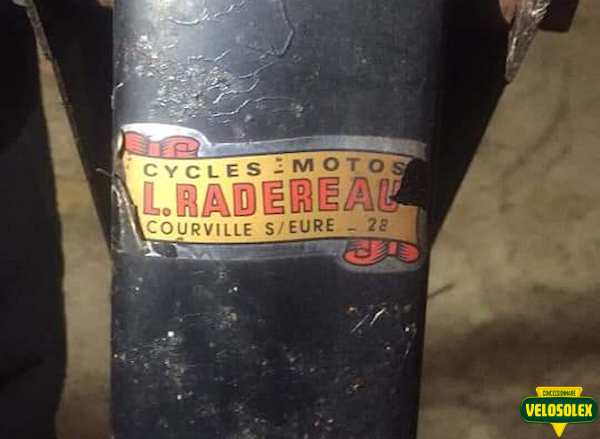 CYCLES - MOTOS
L.RADEREAU
COURVILLE S/EURE - 28
CONCESSIONNAIRE
VELOSOLEX